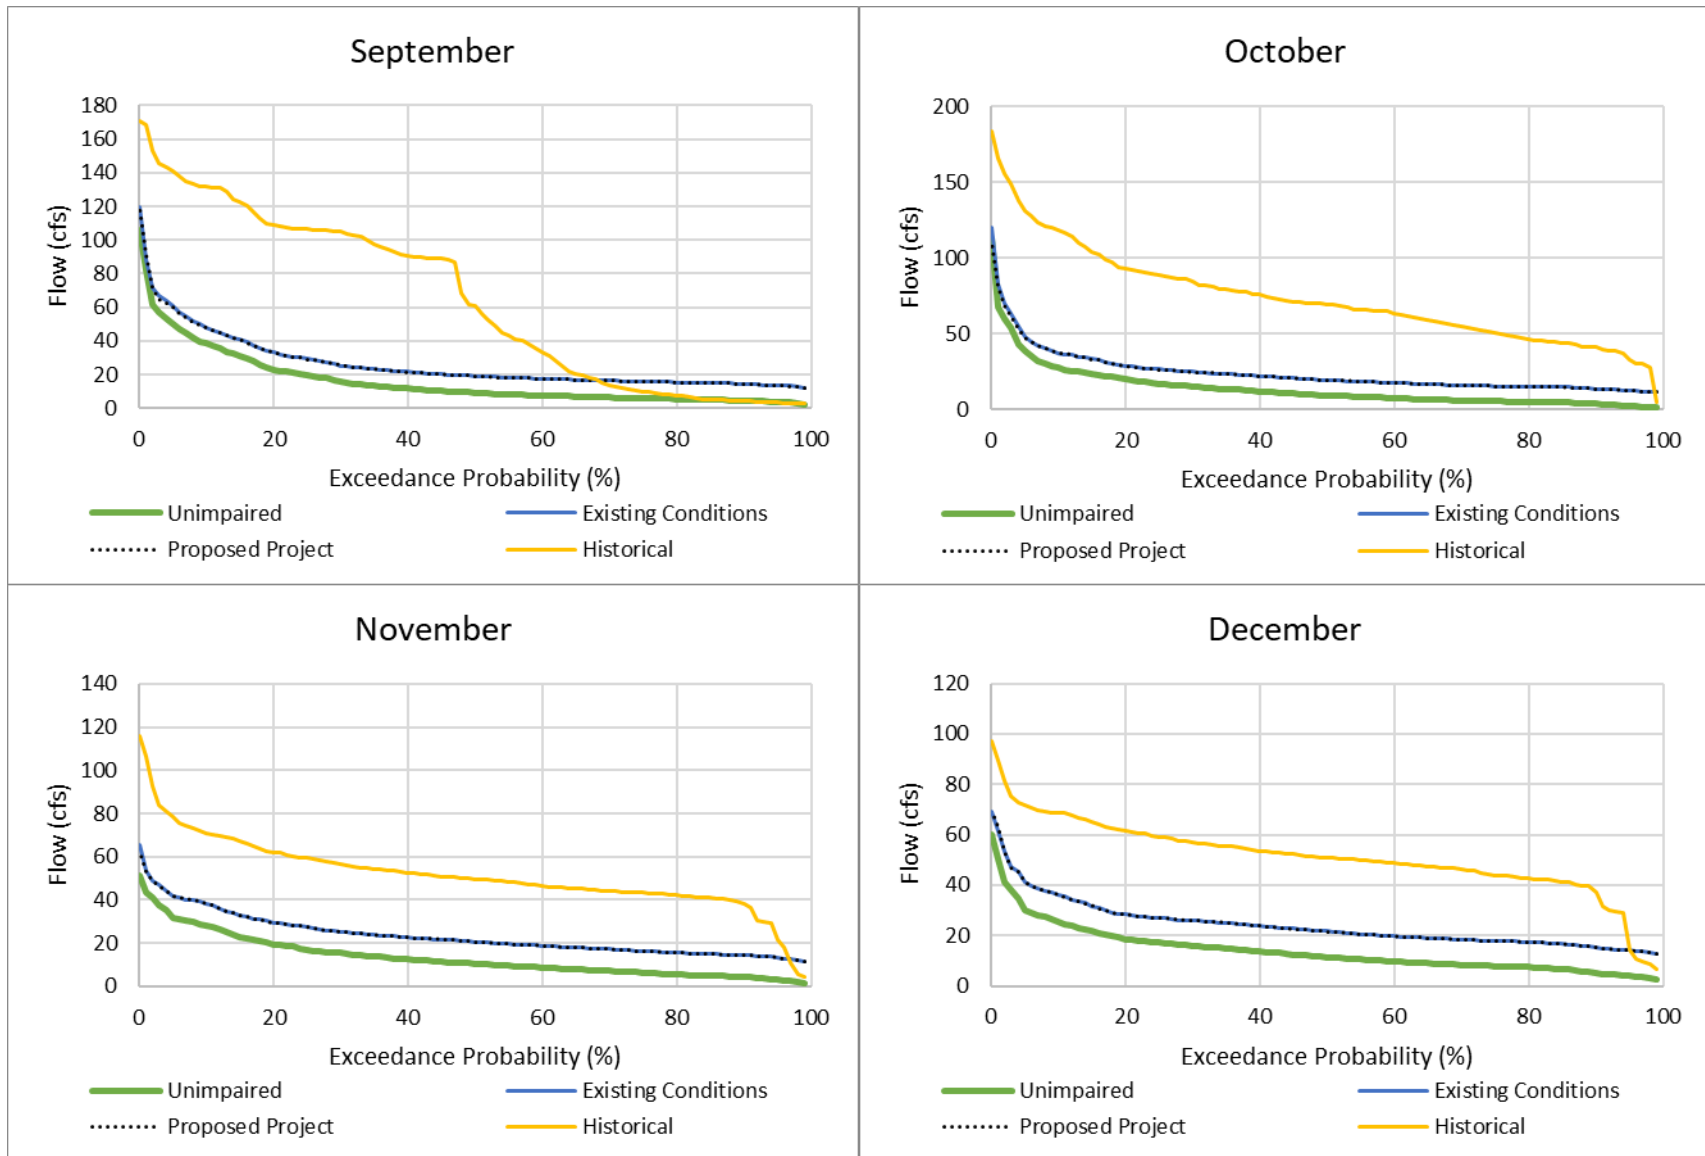 September
180
160
140
120
100
80
60
40
20
0
Flow (cfs)
0 20 40 60 80 100
Exceedance Probability (%)
Unimpaired Existing Conditions
Proposed Project Historical
October
200
150
100
50
0
Flow (cfs)
0 20 40 60 80 100
Exceedance Probability (%)
Unimpaired Existing Conditions
Proposed Project Historical
November
140
120
100
80
60
40
20
0
Flow (cfs)
0 20 40 60 80 100
Exceedance Probability (%)
Unimpaired Existing Conditions
Proposed Project Historical
December
120
100
80
60
40
20
0
Flow (cfs)
0 20 40 60 80 100
Exceedance Probability (%)
Unimpaired Existing Conditions
Proposed Project Historical